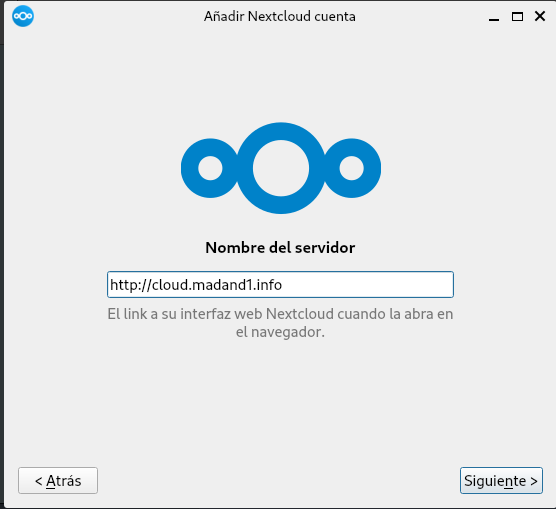 Añadir Nextcloud cuenta
Nombre del servidor
http://cloud.madand1.info
El link a su interfaz web Nextcloud cuando la abra en
el navegador.
< Atrás
Siguiente >